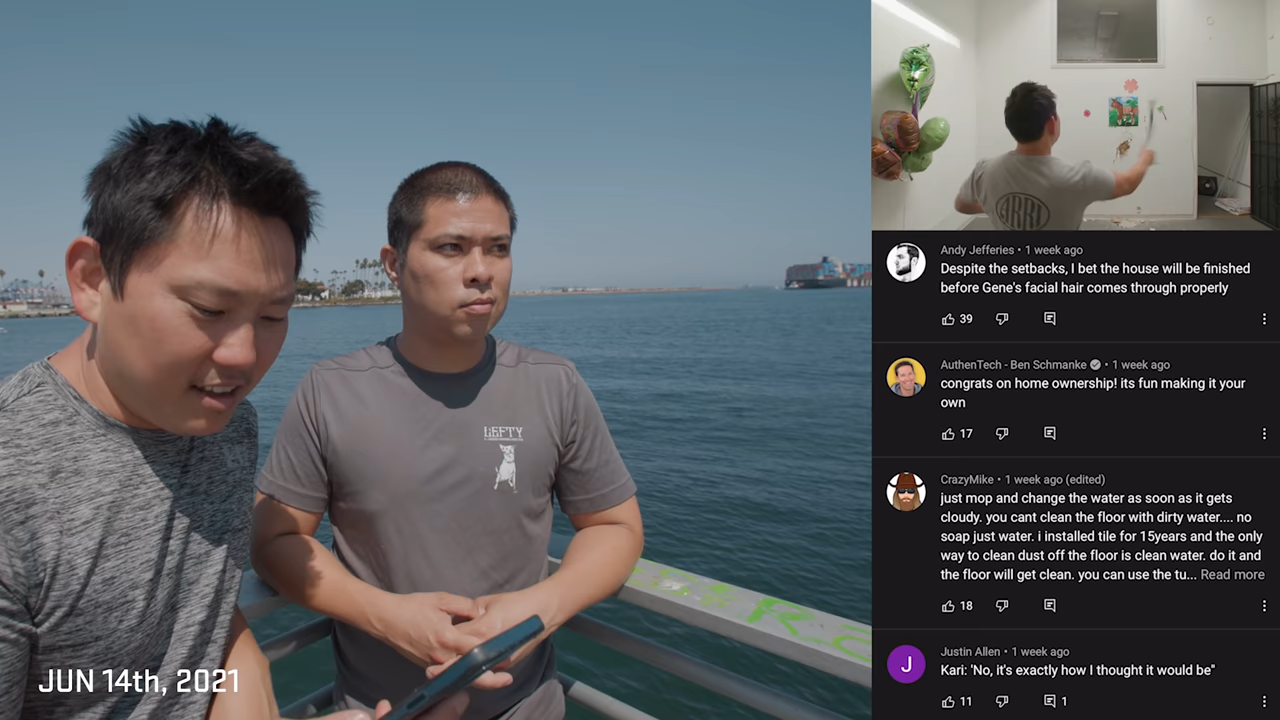 LEFTY
JUN 14th, 2021
ARRI
Andy Jefferies • 1 week ago
Despite the setbacks, I bet the house will be finished
before Gene's facial hair comes through properly
39
AuthenTech - Ben Schmanke • 1 week ago
congrats on home ownership! its fun making it your
own
17
CrazyMike • 1 week ago (edited)
just mop and change the water as soon as it gets
cloudy. you cant clean the floor with dirty water.... no
soap just water. i installed tile for 15years and the only
way to clean dust off the floor is clean water. do it and
the floor will get clean. you can use the tu... Read more
18
J
Justin Allen • 1 week ago
Kari: 'No, it's exactly how I thought it would be"
11
1